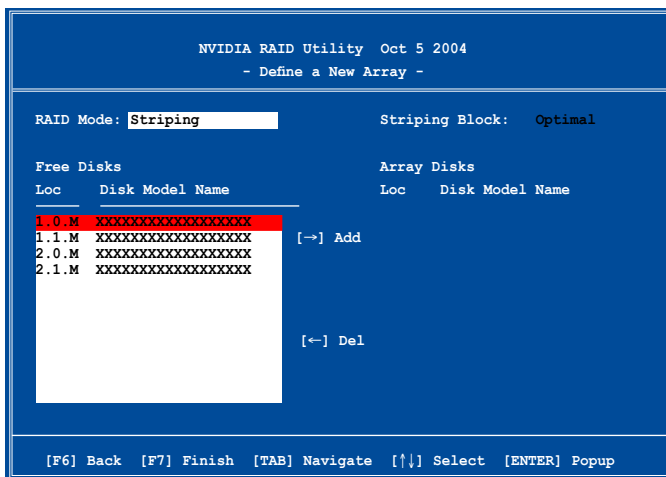 NVIDIA RAID Utility Oct 5 2004
- Define a New Array -
RAID Mode: Striping Striping Block: Optimal
Free Disks Array Disks
Loc Disk Model Name Loc Disk Model Name
1.0.M XXXXXXXXXXXXXXXXXX
1.1.M XXXXXXXXXXXXXXXXXX [→] Add
2.0.M XXXXXXXXXXXXXXXXXX
2.1.M XXXXXXXXXXXXXXXXXX
[←] Del
[F6] Back [F7] Finish [TAB] Navigate [↑↓] Select [ENTER] Popup